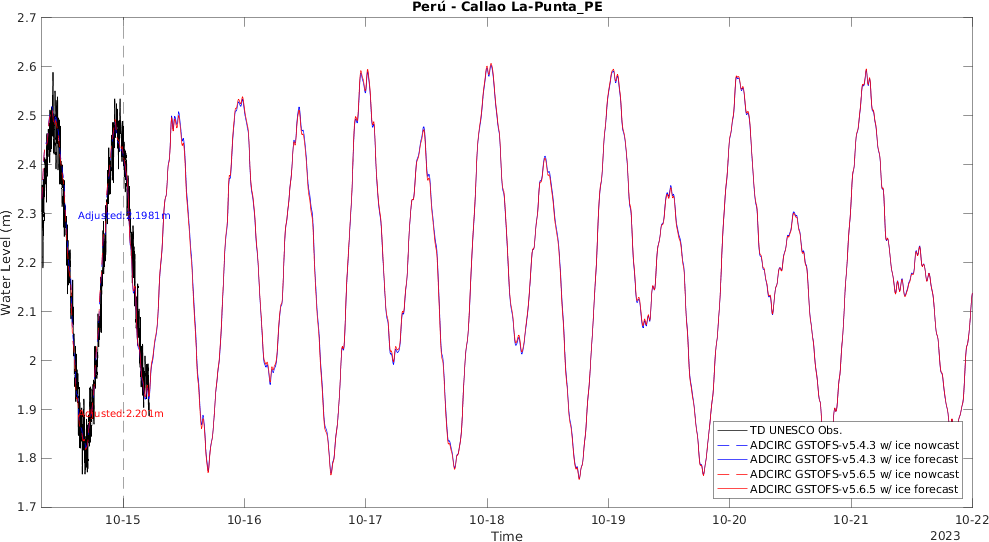 Perú - Callao La-Punta_PE
2.7
2.6
2.5
2.4
2.3
2.2
2.1
2
1.9
1.8
1.7
Water Level (m)
Adjusted:2.1981m
Adjusted:2.201m
TD UNESCO Obs.
ADCIRC GSTOFS-v5.4.3 w/ ice nowcast
ADCIRC GSTOFS-v5.4.3 w/ ice forecast
ADCIRC GSTOFS-v5.6.5 w/ ice nowcast
ADCIRC GSTOFS-v5.6.5 w/ ice forecast
10-15 10-16 10-17 10-18 10-19 10-20 10-21 10-22
Time
2023